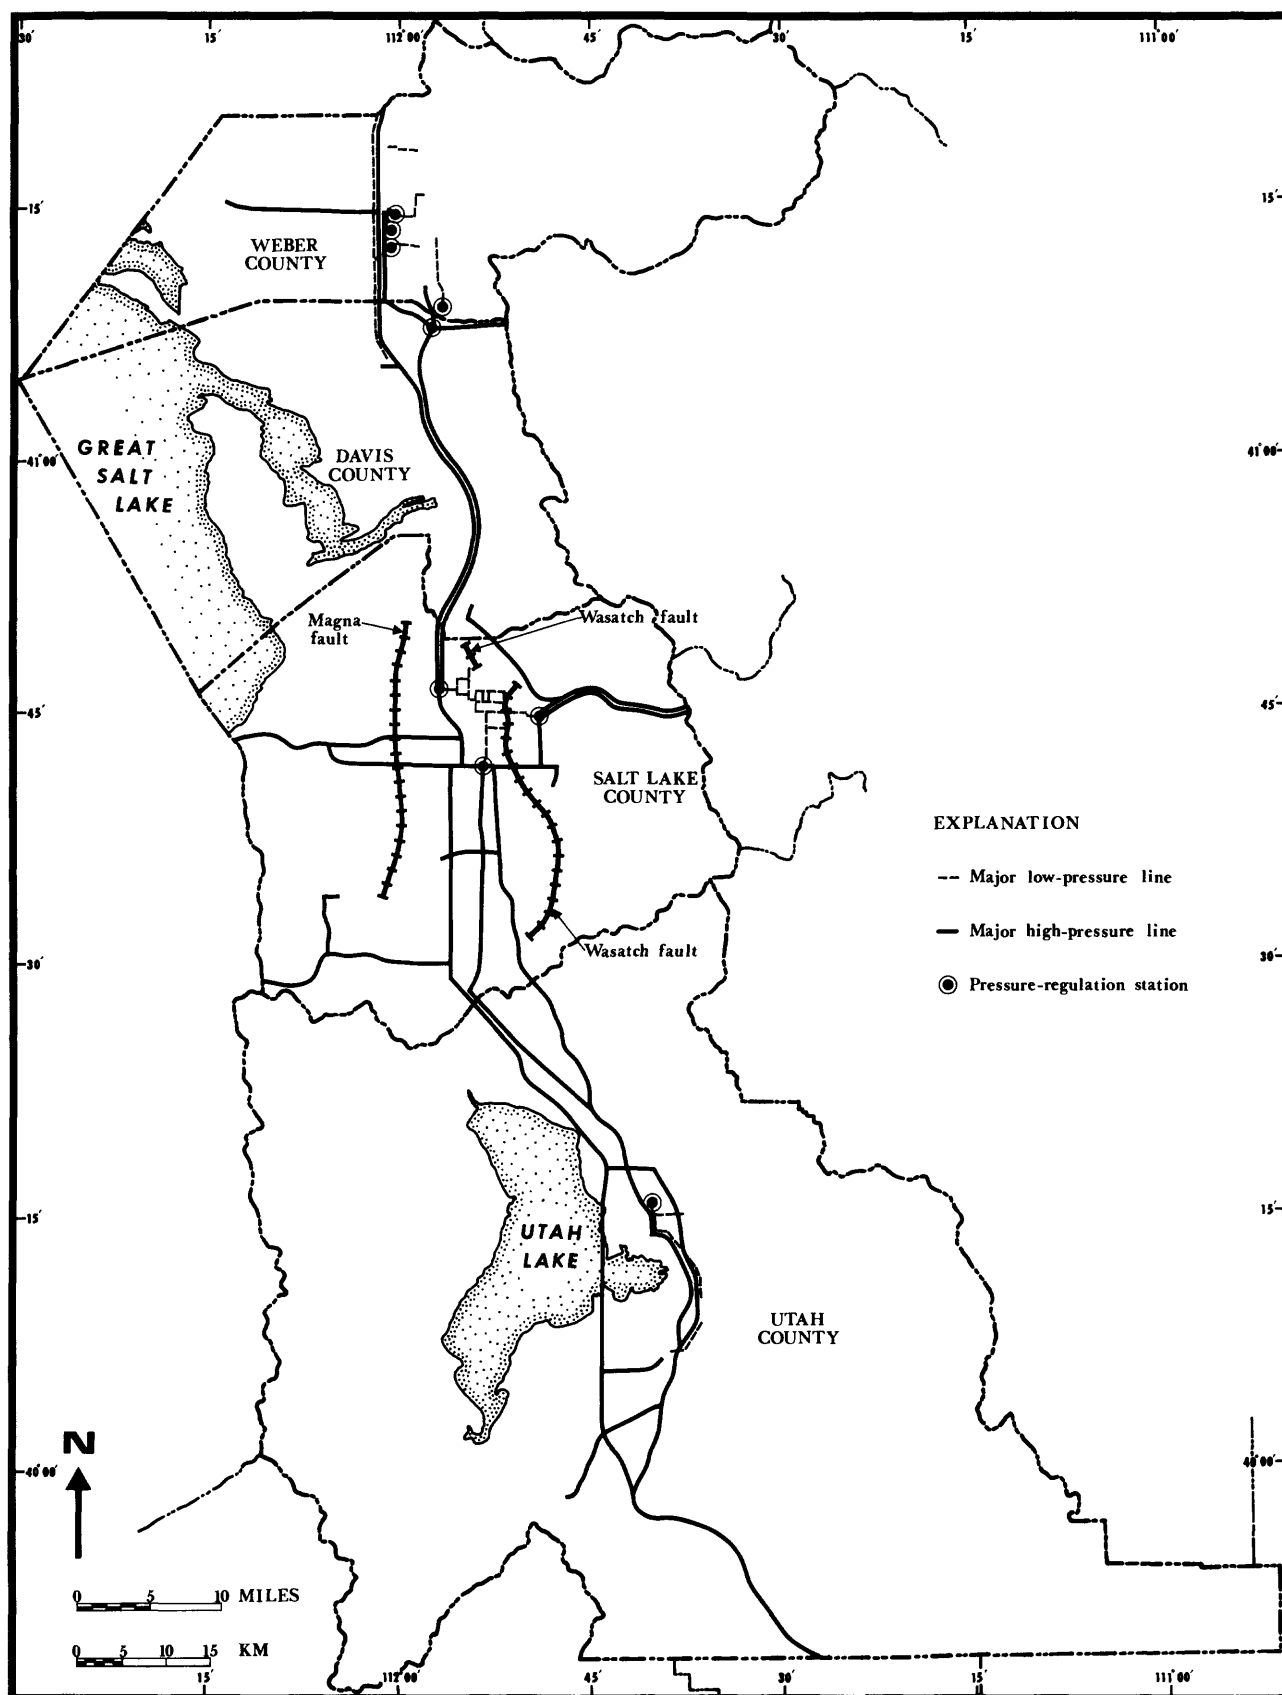 30′ 15′ 112°00′ 45′ 30′ 15′ 111°00′
15′ 15′
WEBER
COUNTY
41°00′ 41°00′
GREAT
SALT
LAKE
DAVIS
COUNTY
Magna
fault
Wasatch fault
45′ 45′
SALT LAKE
COUNTY
EXPLANATION
Major low-pressure line
Major high-pressure line
Pressure-regulation station
Wasatch fault
30′ 30′
15′ 15′
UTAH
LAKE
UTAH
COUNTY
N
40°00′ 40°00′
0 5 10 MILES
0 5 10 15 KM
15′ 112°00′ 45′ 30′ 15′ 111°00′